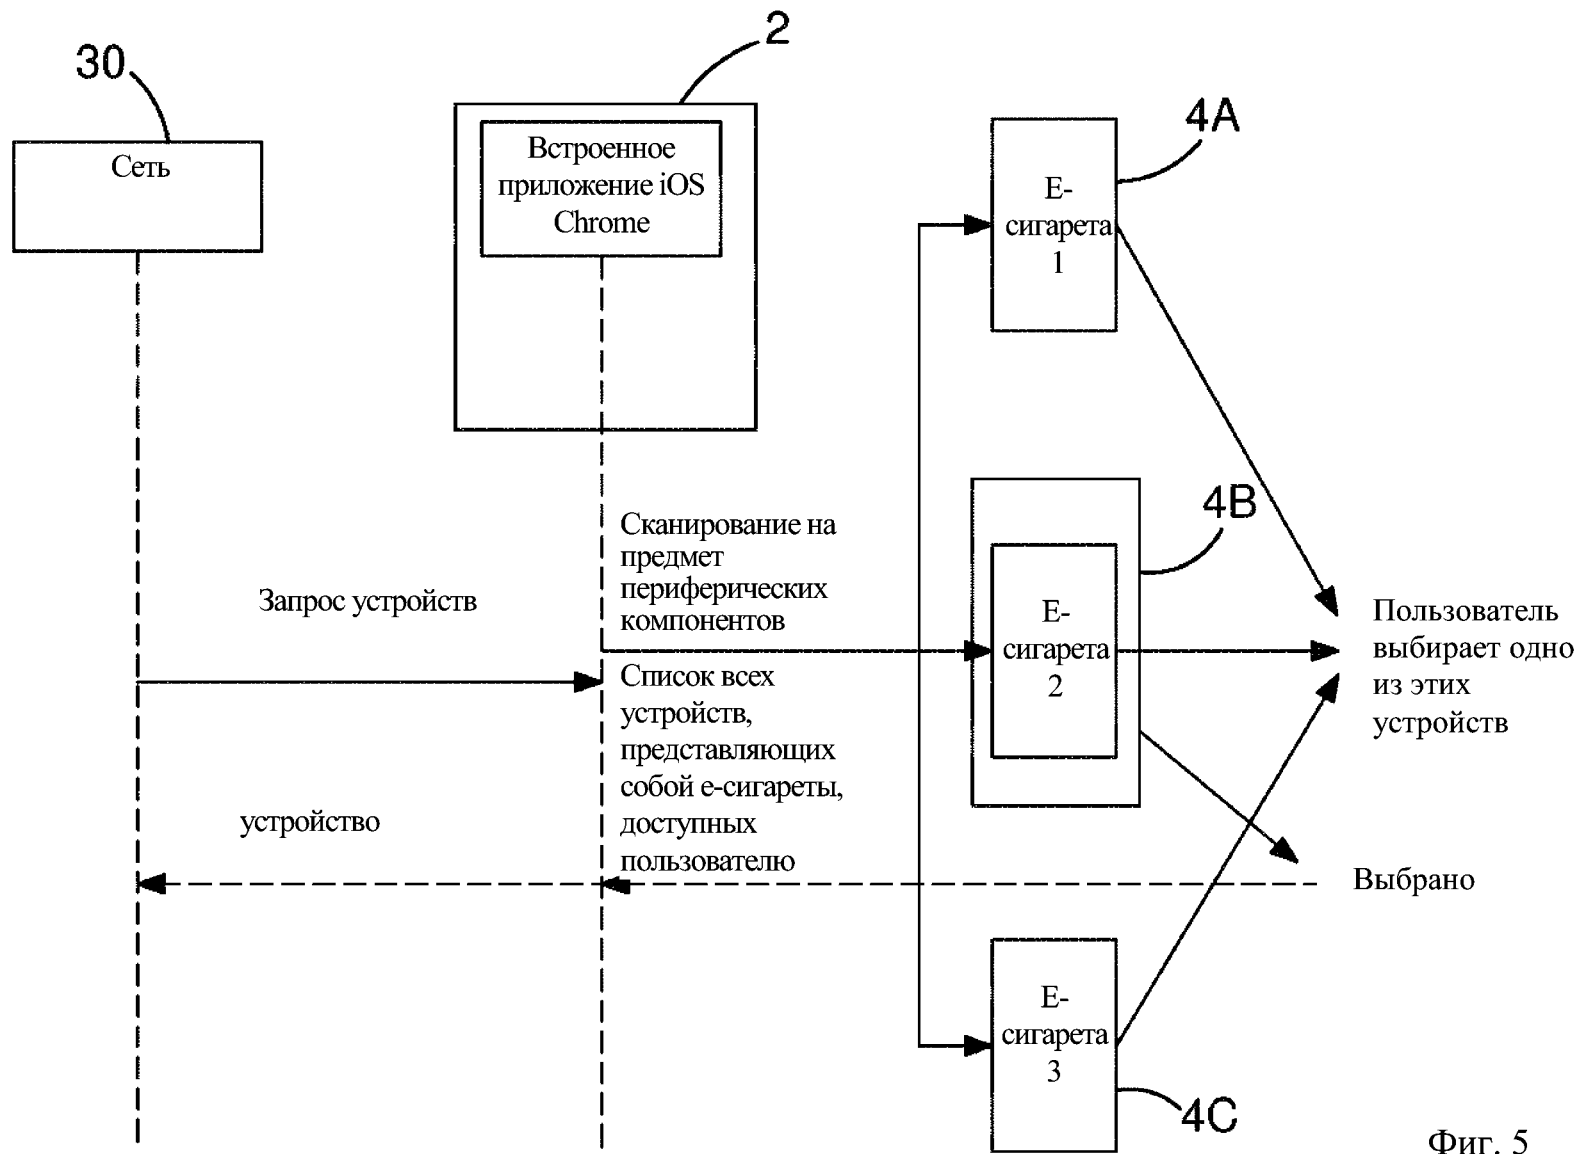 2
30
4A
Сеть
Встроенное
приложение iOS
Chrome
Е-
сигарета
1
4B
Сканирование на
предмет
периферических
компонентов
Запрос устройств
Е-
сигарета
2
Пользователь
выбирает одно
из этих
устройств
Список всех
устройств,
представляющих
собой е-сигареты,
доступных
пользователю
устройство
Выбрано
Е-
сигарета
3
4C
Фиг. 5